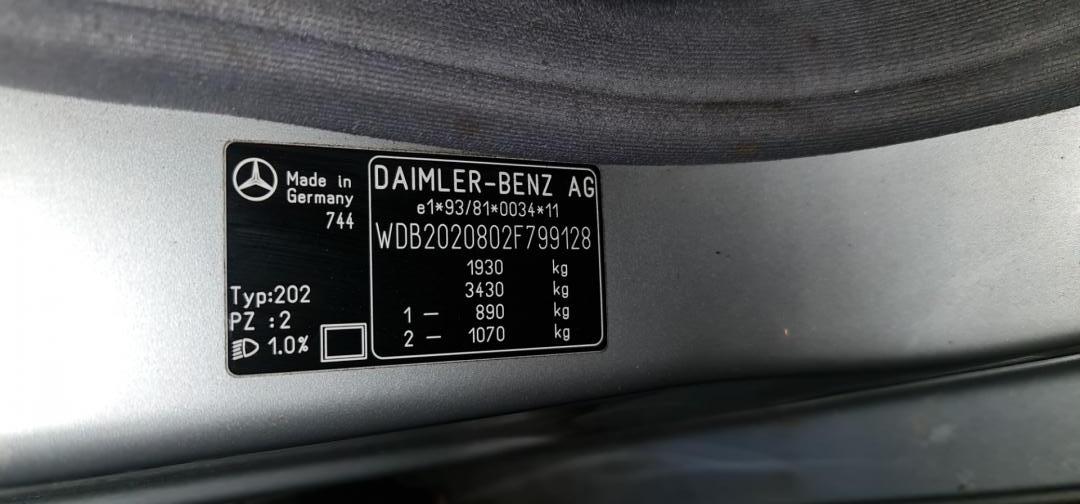 Made in
Germany
744
Typ:202
PZ :2
1.0%
DAIMLER-BENZ AG
e1*93/81*0034*11
WDB2020802F799128
1930 kg
3430 kg
1 — 890 kg
2 — 1070 kg